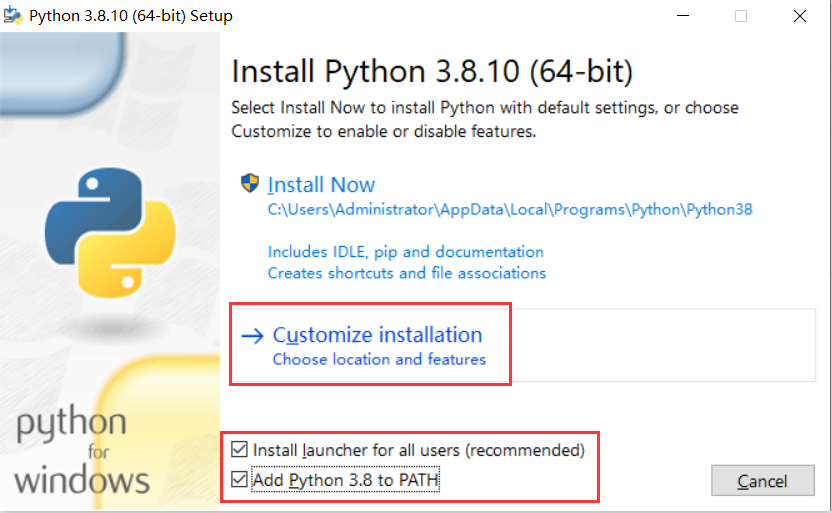 Python 3.8.10 (64-bit) Setup
Install Python 3.8.10 (64-bit)
Select Install Now to install Python with default settings, or choose
Customize to enable or disable features.
Install Now
C:\Users\Administrator\AppData\Local\Programs\Python\Python38
Includes IDLE, pip and documentation
Creates shortcuts and file associations
Customize installation
Choose location and features
python
for
windows
Install launcher for all users (recommended)
Add Python 3.8 to PATH
Cancel